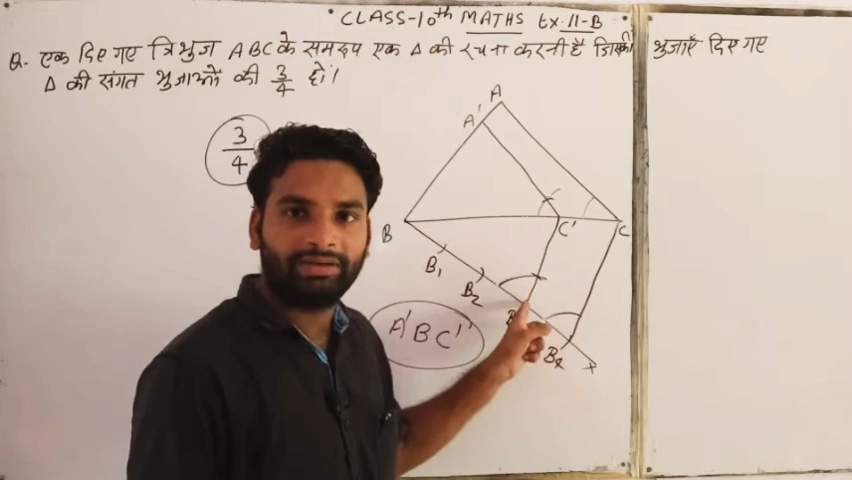 CLASS-10th MATHS Ex-11-B
Q. एक दिए गए त्रिभुज ABC के समरूप एक Δ की रचना करनी है जिसकी भुजाएँ दिए गए
Δ की संगत भुजाओं की 3/4 हों।
3/4
A
A'
B
C'
C
B₁
B₂
B₄
x
A'BC'